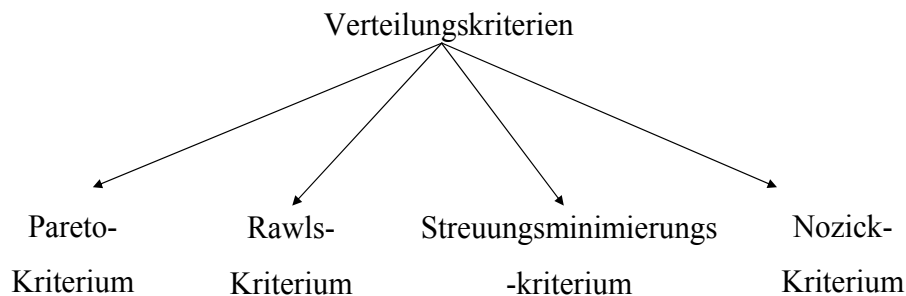 Verteilungskriterien
Pareto-
Kriterium
Rawls-
Kriterium
Streuungsminimierungs
-kriterium
Nozick-
Kriterium